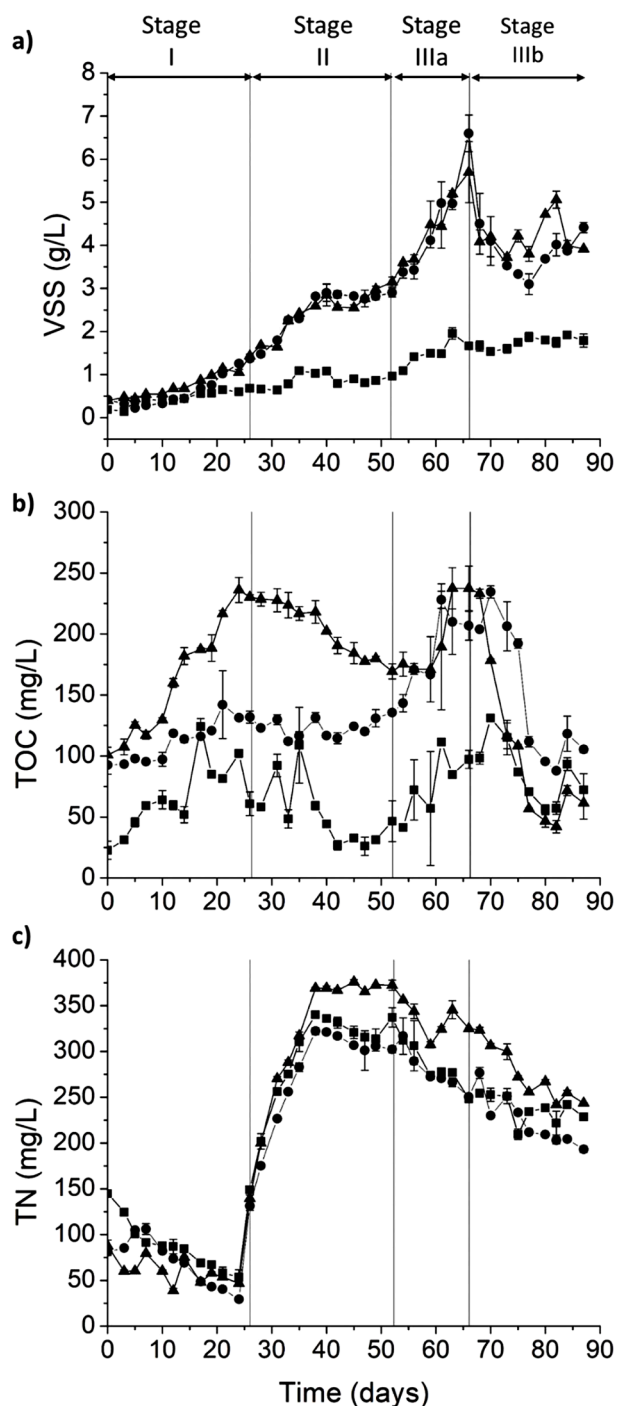 a)
Stage Stage Stage Stage
I II IIIa IIIb
8
7
6
5
4
3
2
1
0
VSS (g/L)
0 10 20 30 40 50 60 70 80 90
b)
300
250
200
150
100
50
0
TOC (mg/L)
0 10 20 30 40 50 60 70 80 90
c)
400
350
300
250
200
150
100
50
0
TN (mg/L)
0 10 20 30 40 50 60 70 80 90
Time (days)